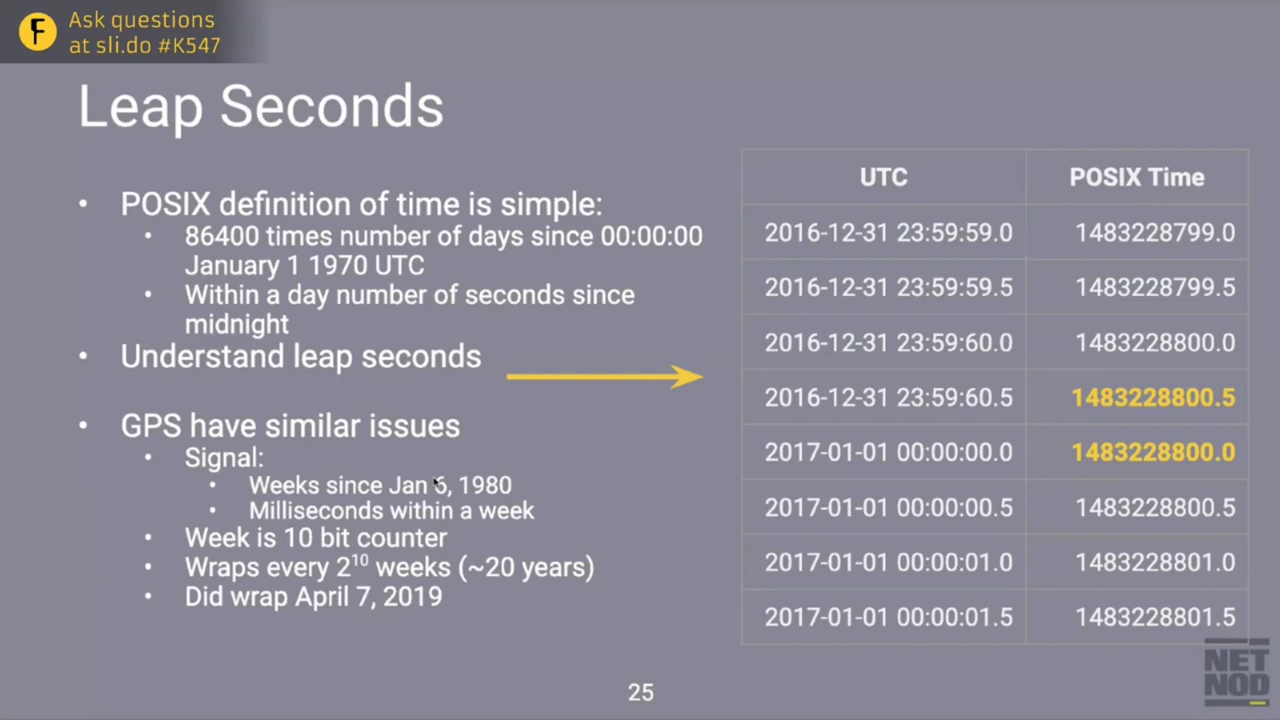 F Ask questions
at sli.do #K547
Leap Seconds
• POSIX definition of time is simple:
• 86400 times number of days since 00:00:00
January 1 1970 UTC
• Within a day number of seconds since
midnight
• Understand leap seconds
• GPS have similar issues
• Signal:
• Weeks since Jan 6, 1980
• Milliseconds within a week
• Week is 10 bit counter
• Wraps every 2¹⁰ weeks (~20 years)
• Did wrap April 7, 2019
UTC POSIX Time
2016-12-31 23:59:59.0 1483228799.0
2016-12-31 23:59:59.5 1483228799.5
2016-12-31 23:59:60.0 1483228800.0
2016-12-31 23:59:60.5 1483228800.5
2017-01-01 00:00:00.0 1483228800.0
2017-01-01 00:00:00.5 1483228800.5
2017-01-01 00:00:01.0 1483228801.0
2017-01-01 00:00:01.5 1483228801.5
25
NET
NOD